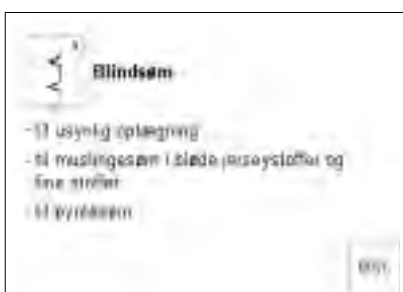 Blindsøm
- til usynlig oplægning
- til muslingesøm i bløde jerseystoffer og
fine stoffer
- til pyntesøm